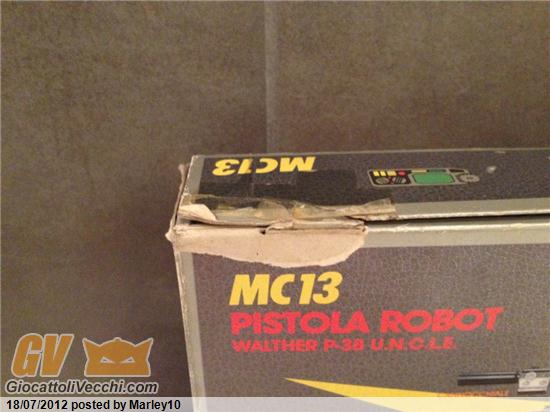 MC13
MC13
PISTOLA ROBOT
WALTHER P-38 U.N.C.L.E.
GV
GiocattoliVecchi.com
18/07/2012 posted by Marley10